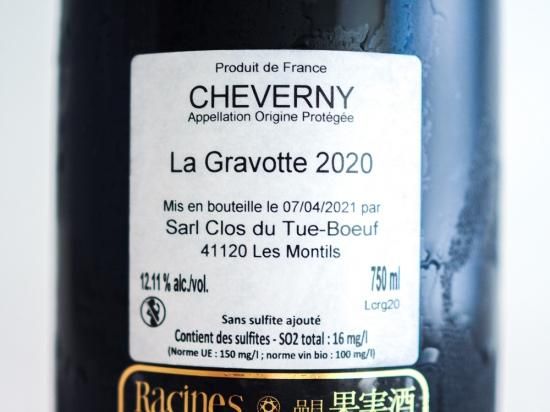 Produit de France
CHEVERNY
Appellation Origine Protégée
La Gravotte 2020
Mis en bouteille le 07/04/2021 par
Sarl Clos du Tue-Boeuf
41120 Les Montils
12.11 % alc./vol.
750 ml
Lcrg20
Sans sulfite ajouté
Contient des sulfites - SO2 total : 16 mg/l
(Norme UE : 150 mg/l ; norme vin bio : 100 mg/l)
Racines
果実酒